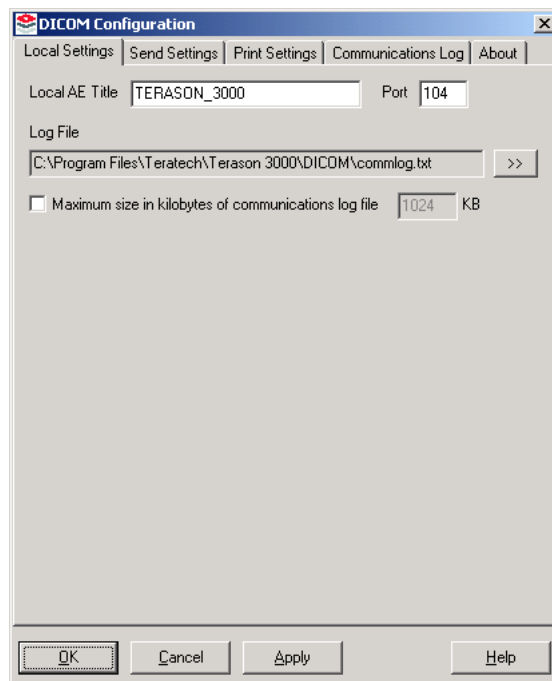 DICOM Configuration
Local Settings Send Settings Print Settings Communications Log About
Local AE Title TERASON_3000 Port 104
Log File
C:\Program Files\Teratech\Terason 3000\DICOM\commlog.txt >>
Maximum size in kilobytes of communications log file 1024 KB
OK Cancel Apply Help